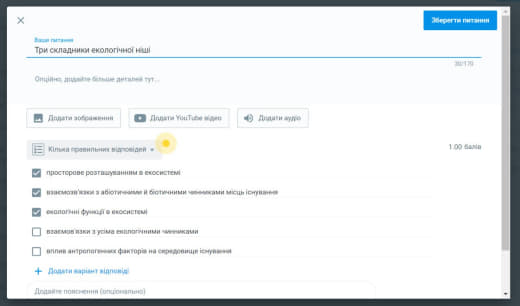 Зберегти питання
Ваше питання
Три складники екологічної ніші
30/170
Опційно, додайте більше деталей тут...
Додати зображення
Додати YouTube відео
Додати аудіо
Кілька правильних відповідей
1.00 балів
просторове розташуванням в екосистемі
взаємозв'язки з абіотичними й біотичними чинниками місць існування
екологічні функції в екосистемі
взаємозв'язки з усіма екологічними чинниками
вплив антропогенних факторів на середовище існування
+ Додати варіант відповіді
Додайте пояснення (опціонально)